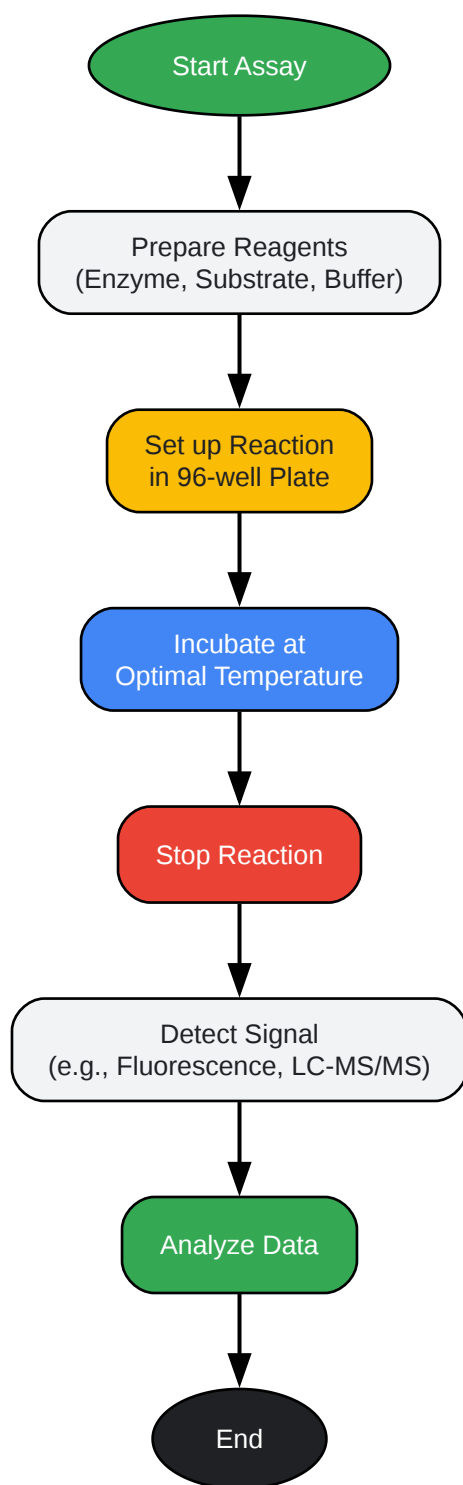 Start Assay
Prepare Reagents
(Enzyme, Substrate, Buffer)
Set up Reaction
in 96-well Plate
Incubate at
Optimal Temperature
Stop Reaction
Detect Signal
(e.g., Fluorescence, LC-MS/MS)
Analyze Data
End